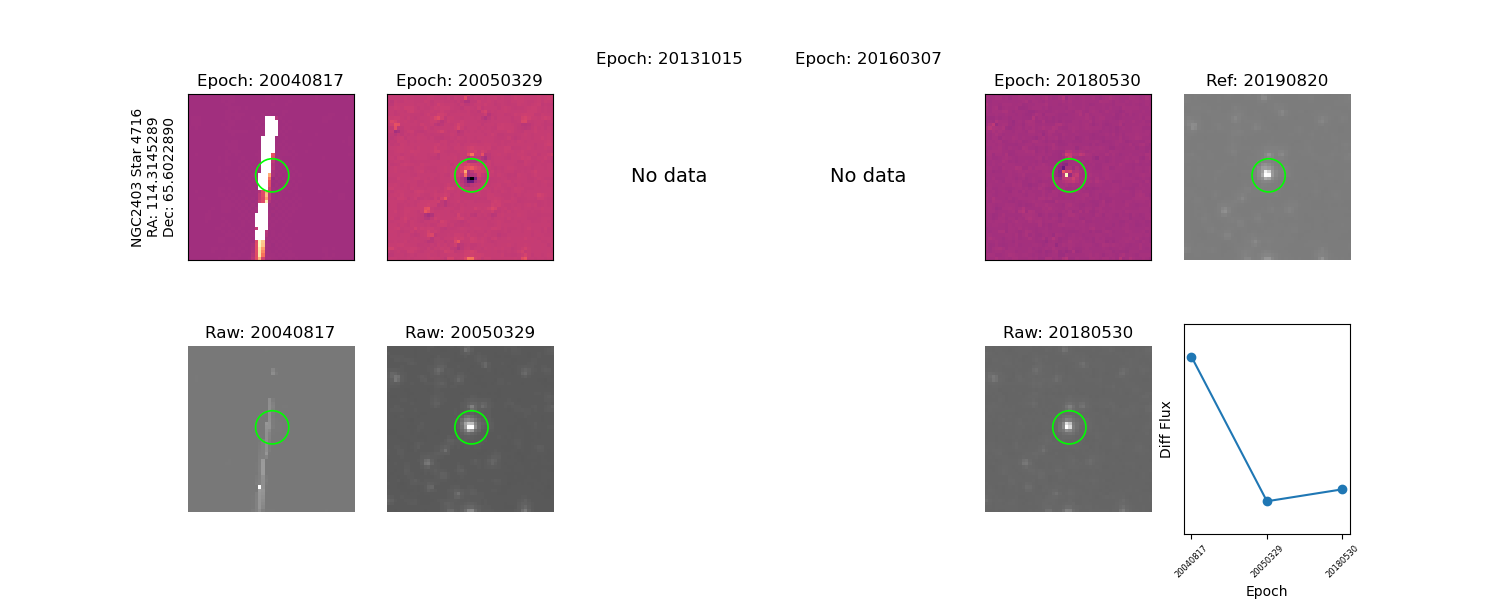 Epoch: 20131015
Epoch: 20160307
Epoch: 20040817
Epoch: 20050329
Epoch: 20180530
Ref: 20190820
NGC2403 Star 4716
RA: 114.3145289
Dec: 65.6022890
No data
No data
Raw: 20040817
Raw: 20050329
Raw: 20180530
Diff Flux
20040817
20050329
20180530
Epoch